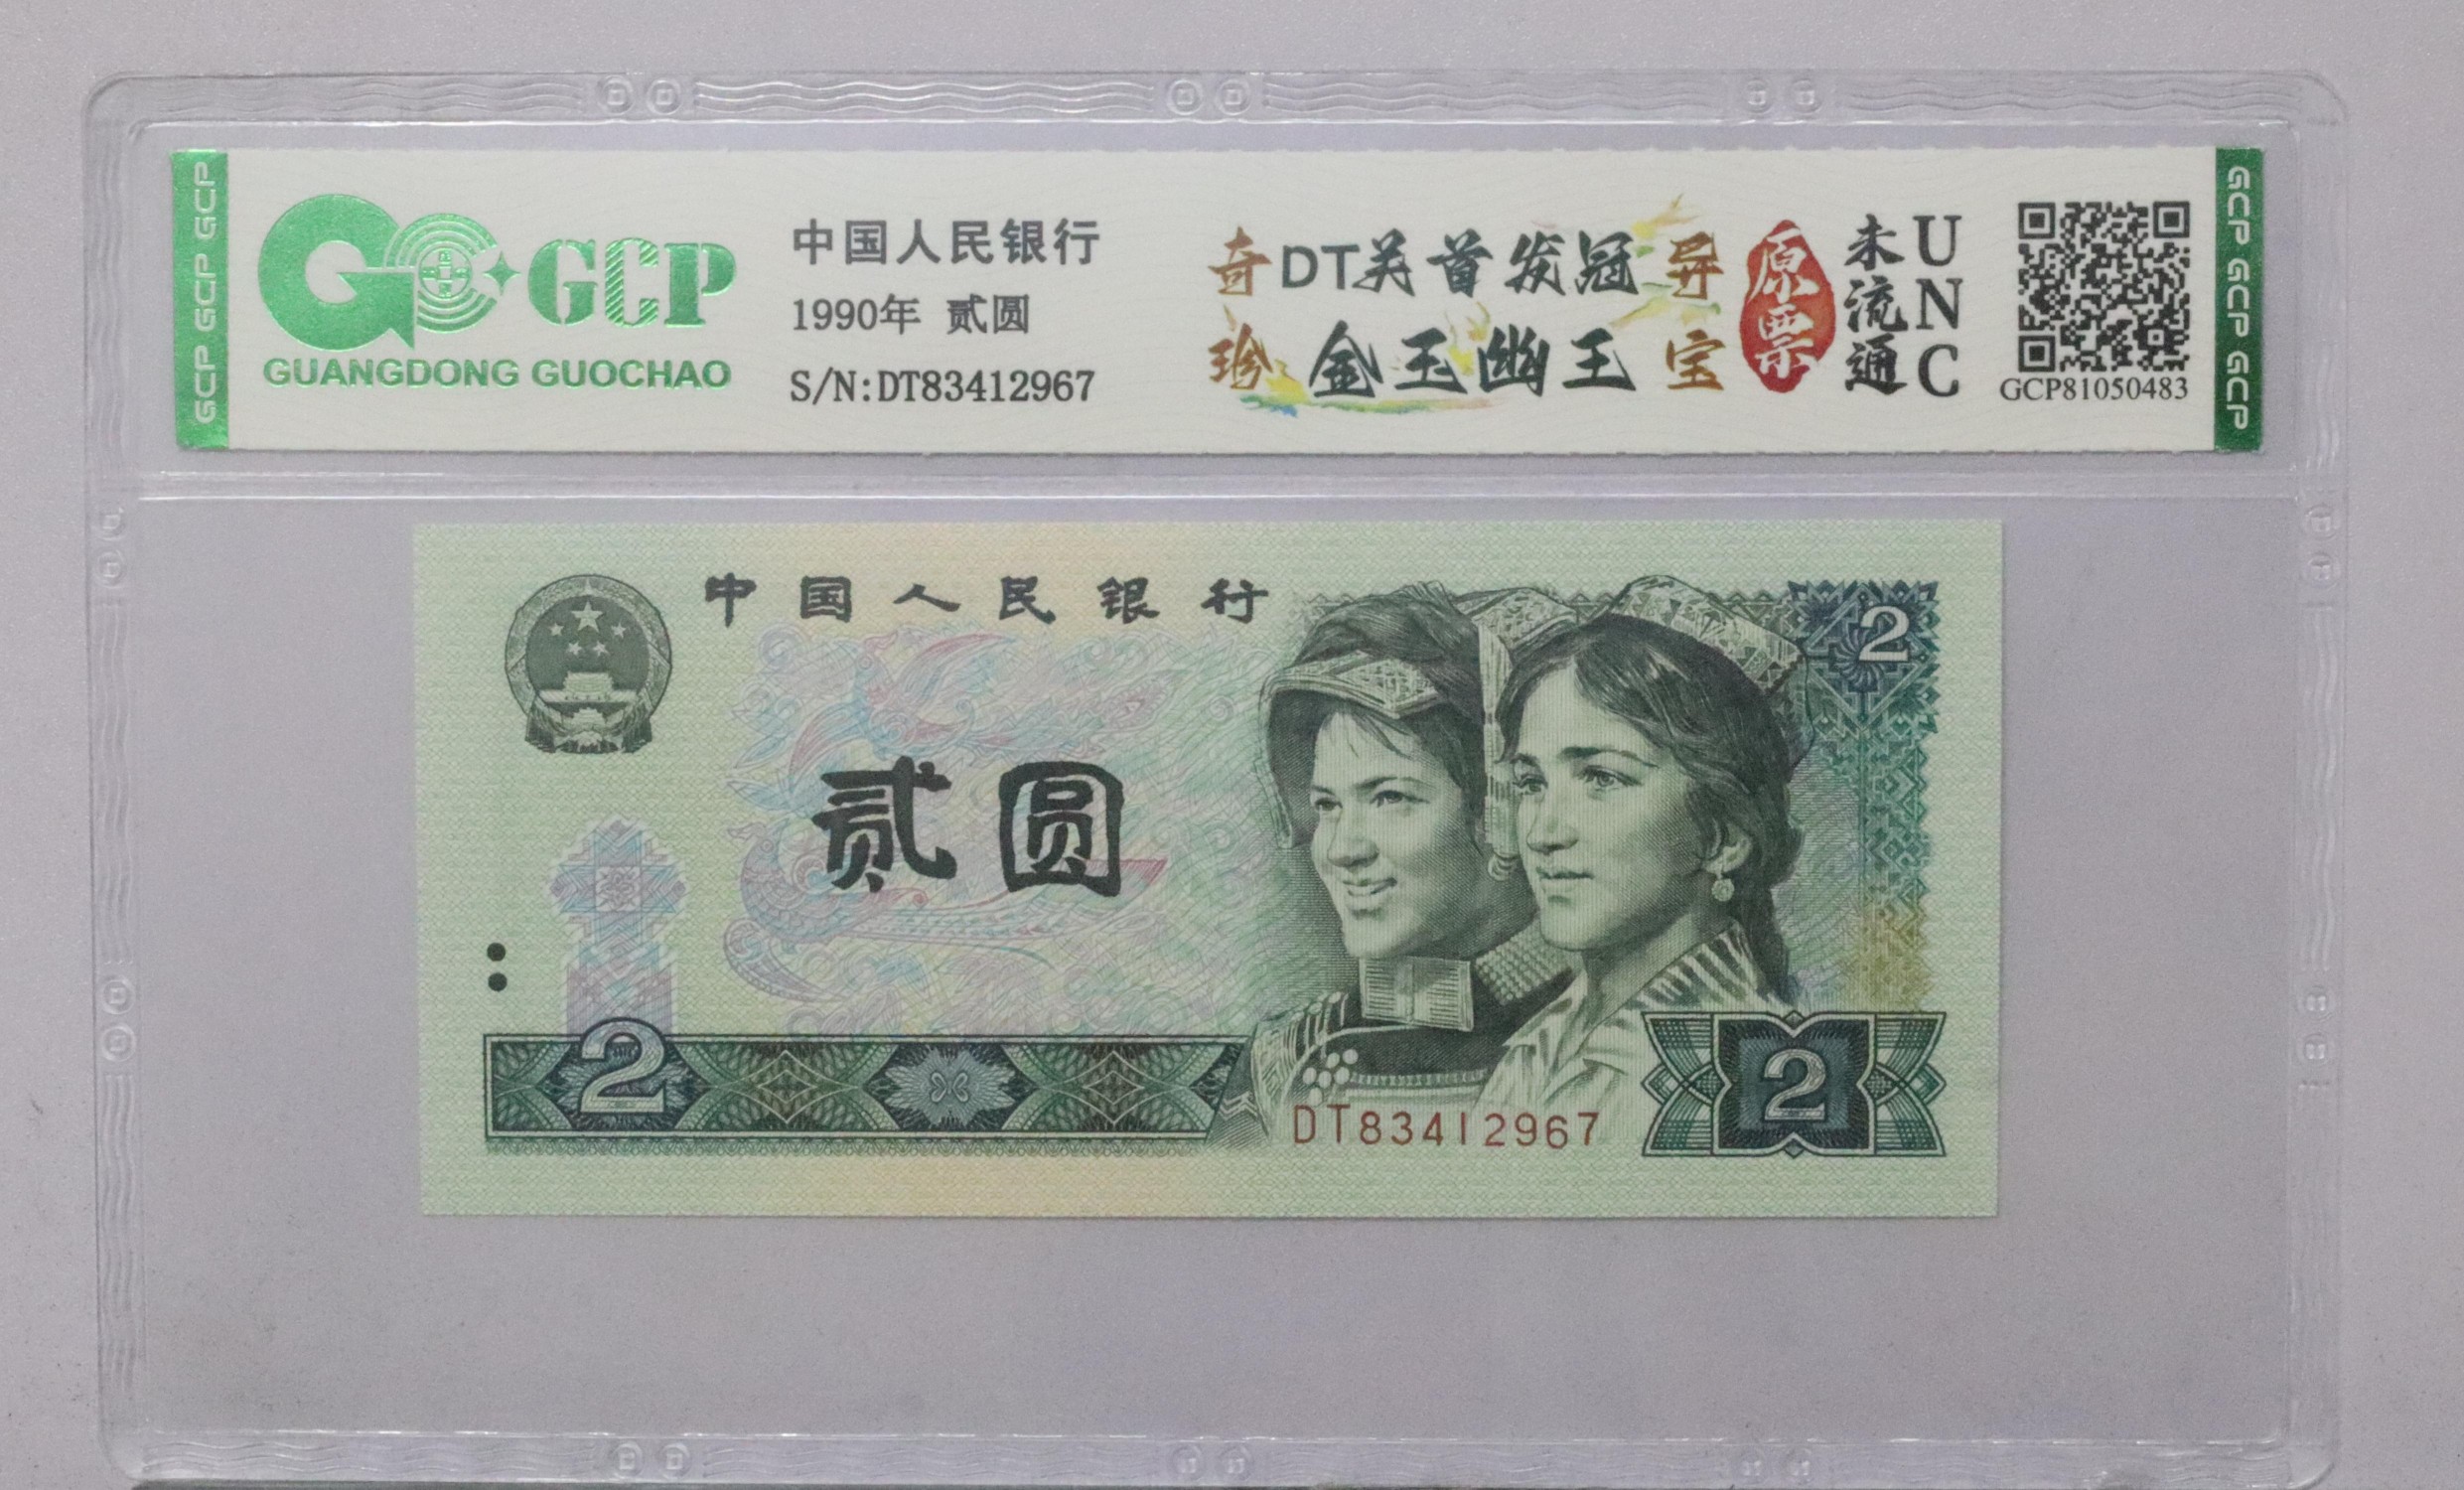 GCP GCP GCP
GCP
GUANGDONG GUOCHAO
中国人民银行
1990年 贰圆
S/N:DT83412967
奇DT关首发冠异
珍金玉幽王宝
原票
未流通
UNC
GCP81050483
GCP GCP GCP
中国人民银行
2
贰圆
2
2
DT83412967